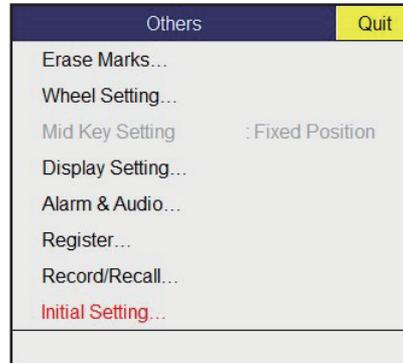 Others Quit
Erase Marks...
Wheel Setting...
Mid Key Setting : Fixed Position
Display Setting...
Alarm & Audio...
Register...
Record/Recall...
Initial Setting...